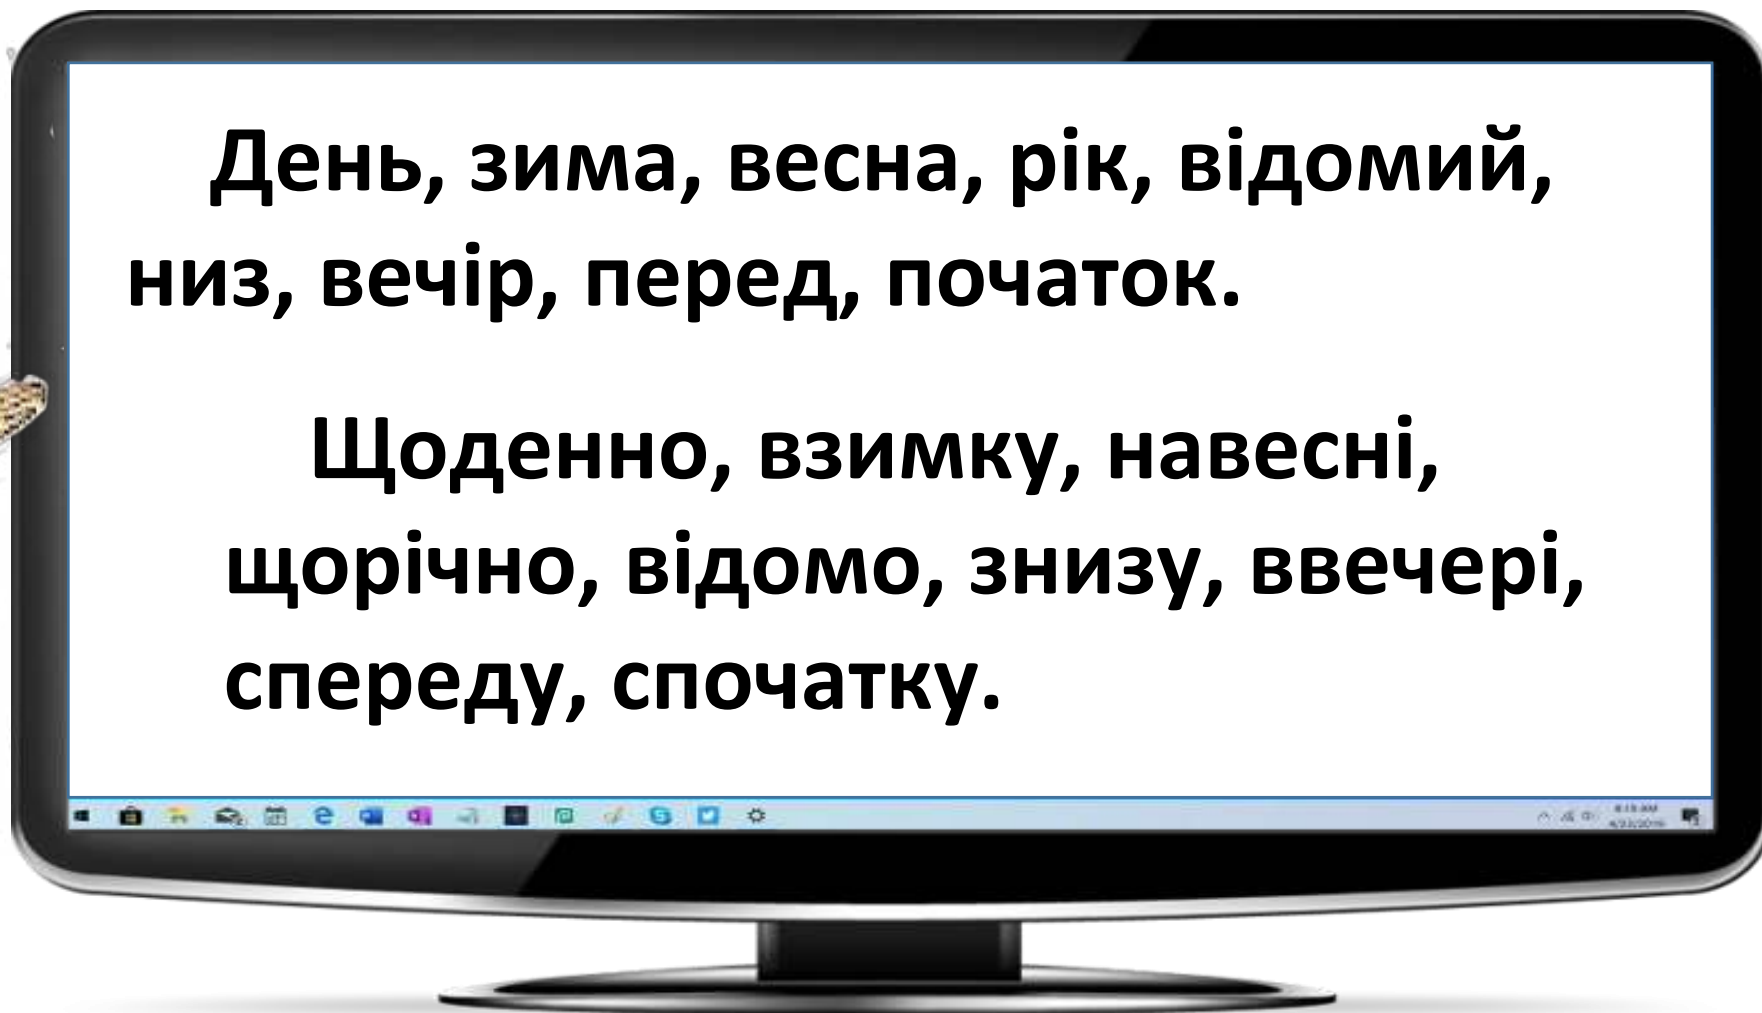 День, зима, весна, рік, відомий,
низ, вечір, перед, початок.
Щоденно, взимку, навесні,
щорічно, відомо, знизу, ввечері,
спереду, спочатку.